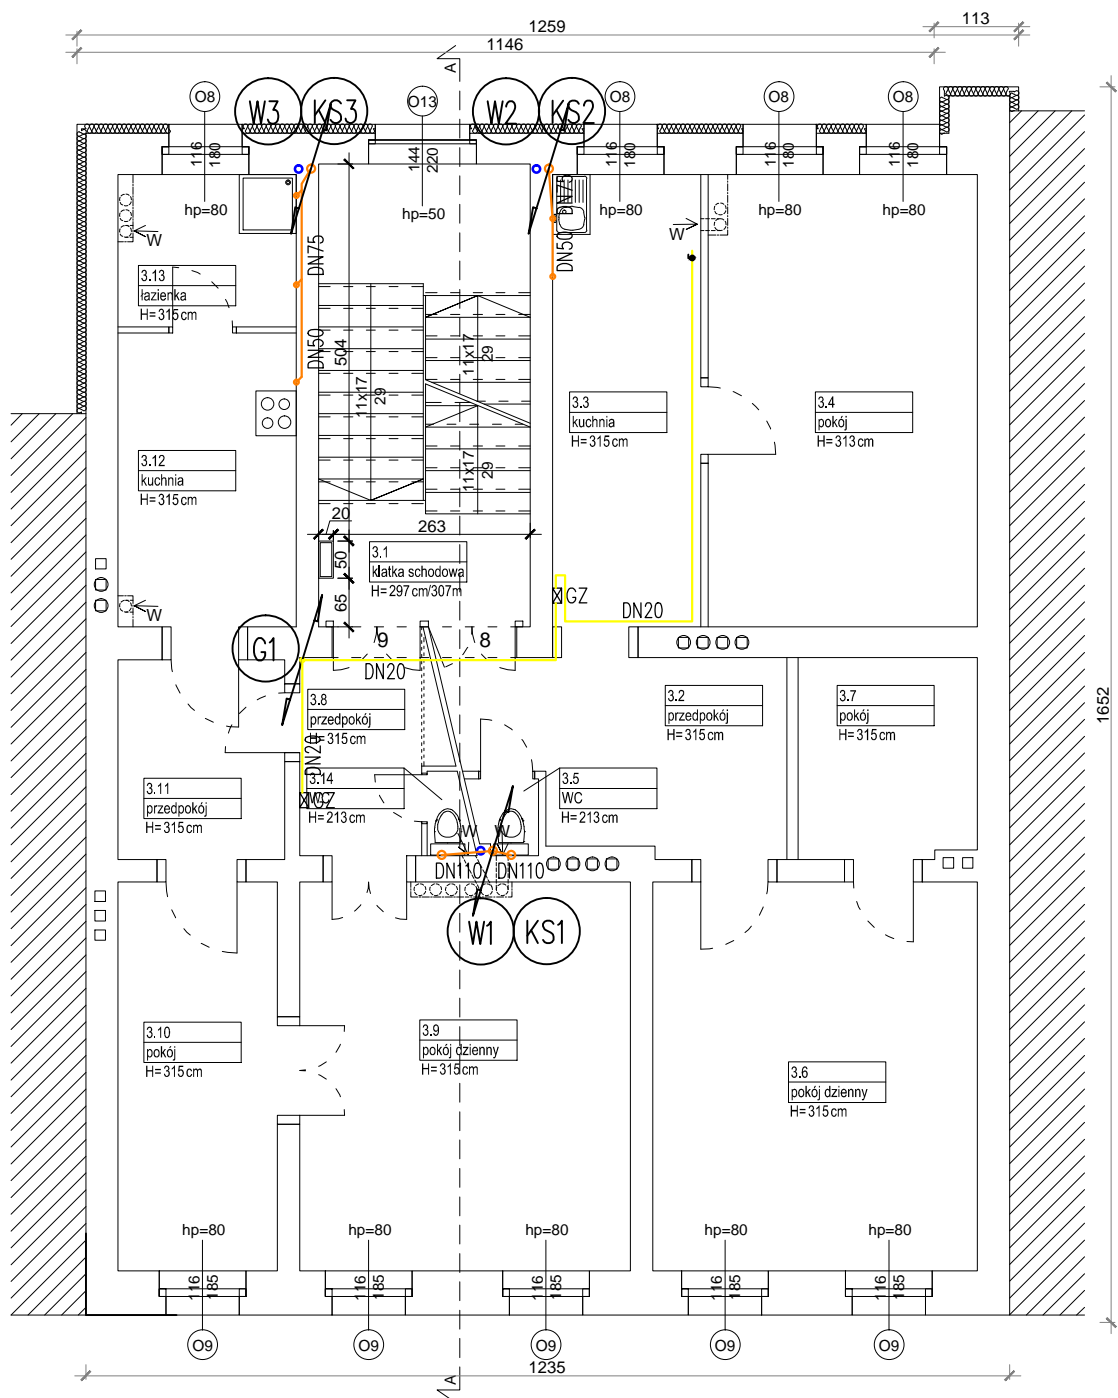 1259
113
1146
A
O8
W3
KS3
O13
W2
KS2
O8
O8
O8
116
180
144
220
116
180
116
180
116
180
hp=80
hp=50
hp=80
hp=80
hp=80
DN75
W
W
DN75
DN50
3.13
łazienka
H=315cm
DN50
504
11x17
29
11x17
29
11x17
29
3.3
kuchnia
H=315cm
3.4
pokój
H=313cm
3.12
kuchnia
H=315cm
20
263
50
3.1
klatka schodowa
H=297cm/307m
65
W
GZ
DN20
G1
9
8
DN20
3.8
przedpokój
H=315cm
3.2
przedpokój
H=315cm
3.7
pokój
H=315cm
1652
DN20
3.11
przedpokój
H=315cm
3.14
WC
GZ
H=213cm
3.5
WC
H=213cm
W
W
DN110
DN110
W1
KS1
3.10
pokój
H=315cm
3.9
pokój dzienny
H=315cm
3.6
pokój dzienny
H=315cm
hp=80
hp=80
hp=80
hp=80
hp=80
116
185
116
185
116
185
116
185
116
185
O9
O9
O9
O9
O9
1235
A